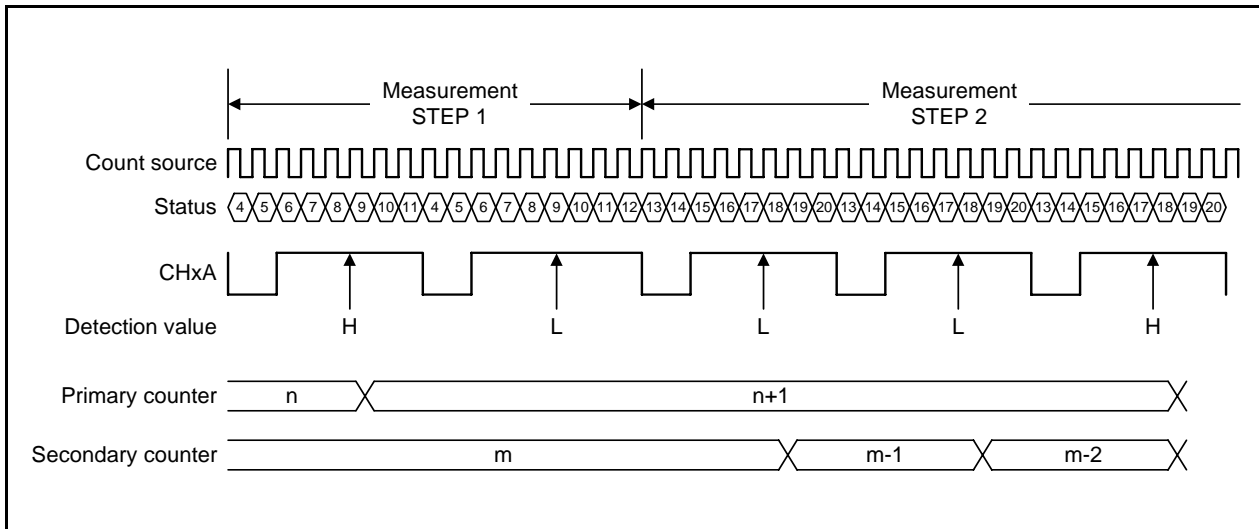 Measurement
STEP 1
Measurement
STEP 2
Count source
Status 4 5 6 7 8 9 10 11 4 5 6 7 8 9 10 11 12 13 14 15 16 17 18 19 20 13 14 15 16 17 18 19 20 13 14 15 16 17 18 19 20
CHxA
Detection value H L L L H
Primary counter n n+1
Secondary counter m m-1 m-2